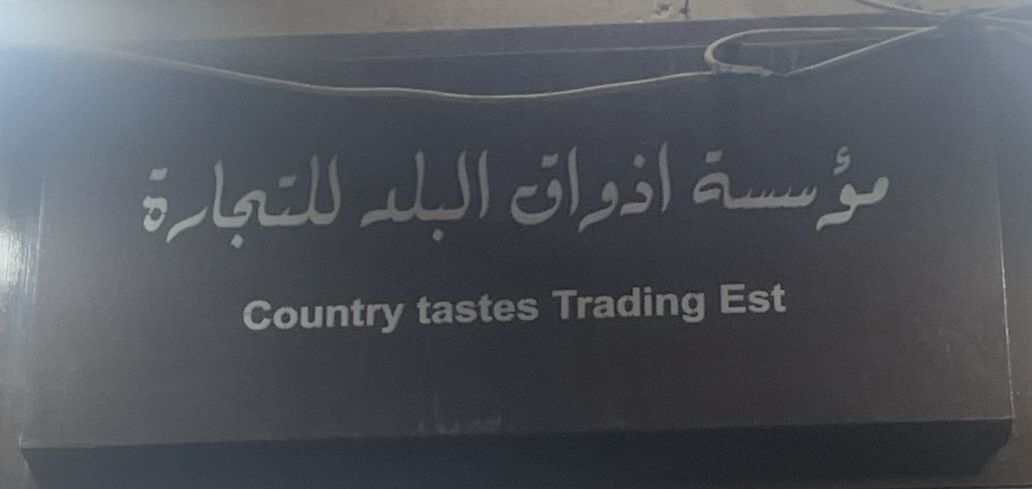 مؤسسة اذواق البلد للتجارة
Country tastes Trading Est